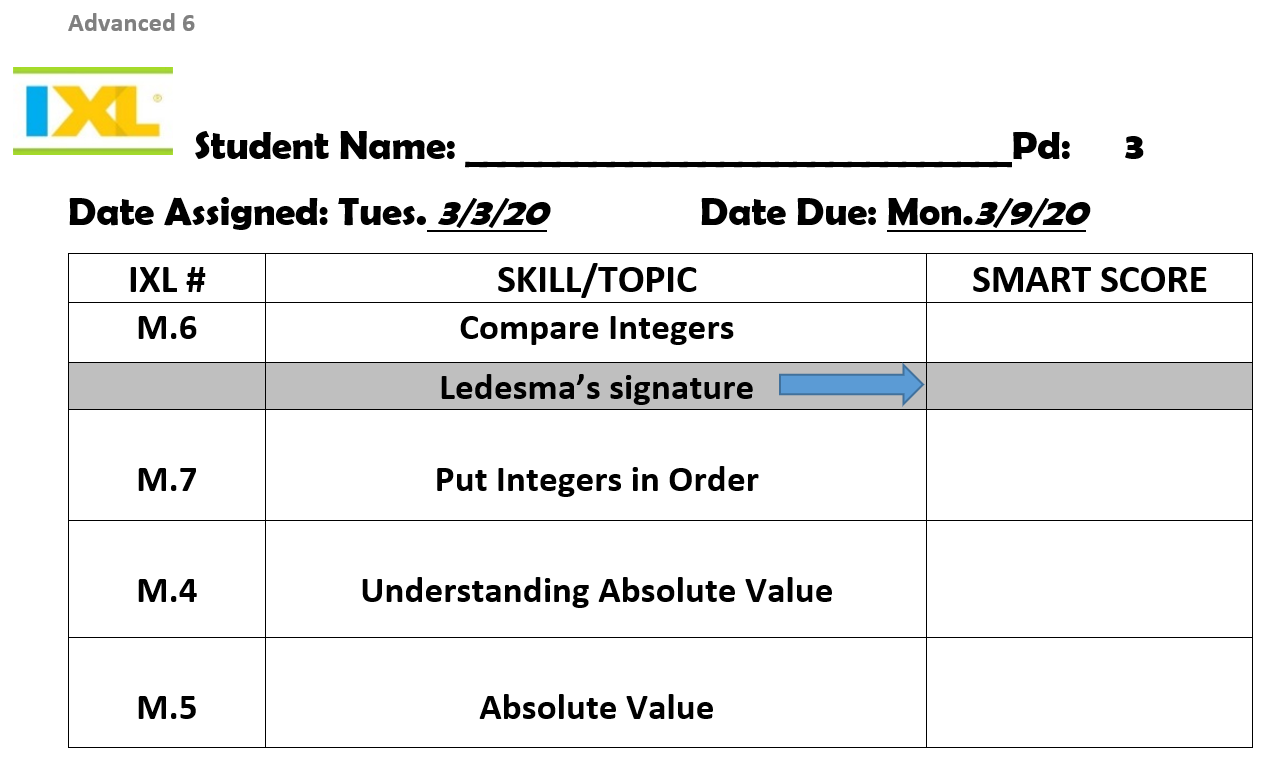 Advanced 6
IXL®
Student Name: ______________________________Pd: 3
Date Assigned: Tues. 3/3/20 Date Due: Mon.3/9/20
IXL # SKILL/TOPIC SMART SCORE
M.6 Compare Integers
Ledesma’s signature
M.7 Put Integers in Order
M.4 Understanding Absolute Value
M.5 Absolute Value